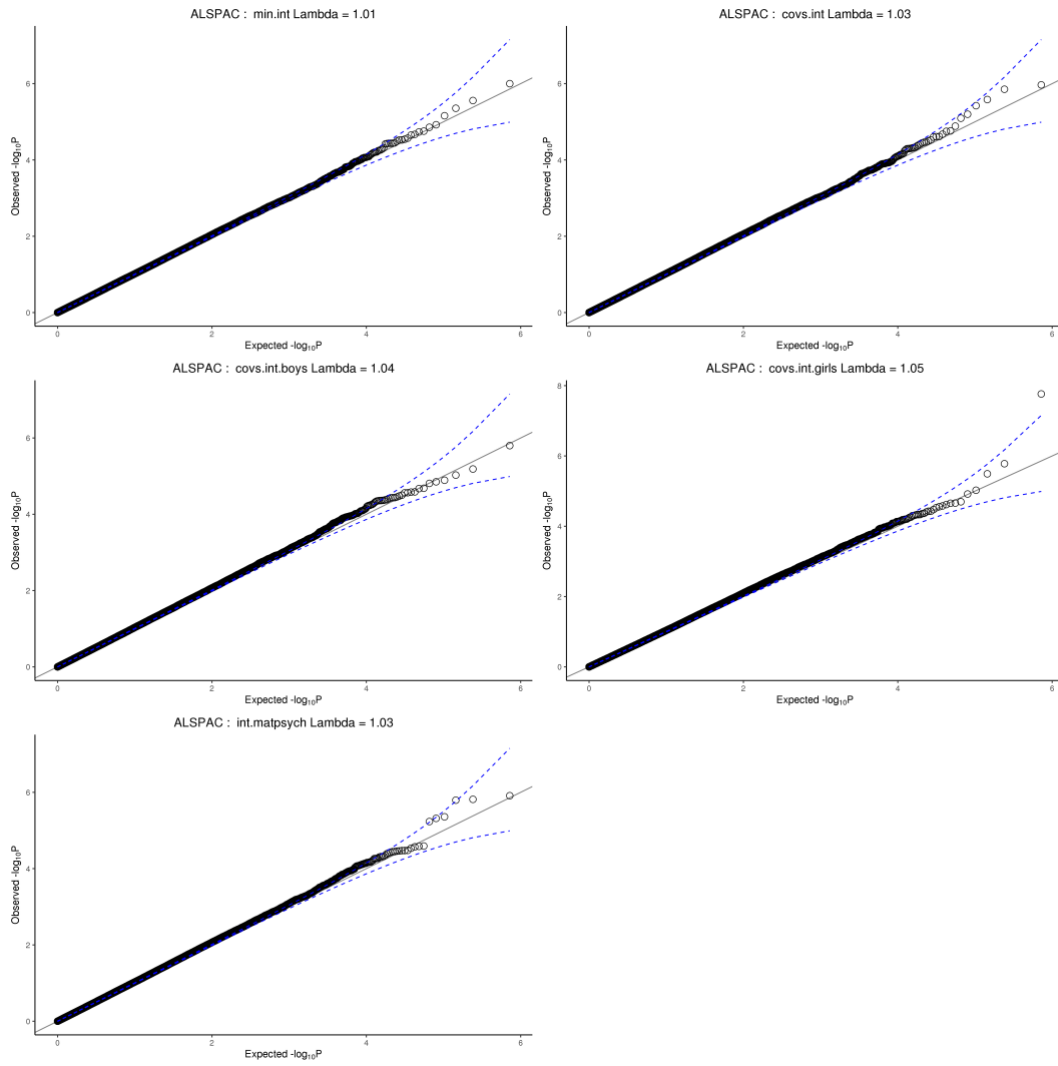 ALSPAC : min.int Lambda = 1.01
6
4
2
0
Observed -log₁₀P
0 2 4 6
Expected -log₁₀P
ALSPAC : covs.int Lambda = 1.03
6
4
2
0
Observed -log₁₀P
0 2 4 6
Expected -log₁₀P
ALSPAC : covs.int.boys Lambda = 1.04
6
4
2
0
Observed -log₁₀P
0 2 4 6
Expected -log₁₀P
ALSPAC : covs.int.girls Lambda = 1.05
8
6
4
2
0
Observed -log₁₀P
0 2 4 6
Expected -log₁₀P
ALSPAC : int.matpsych Lambda = 1.03
6
4
2
0
Observed -log₁₀P
0 2 4 6
Expected -log₁₀P